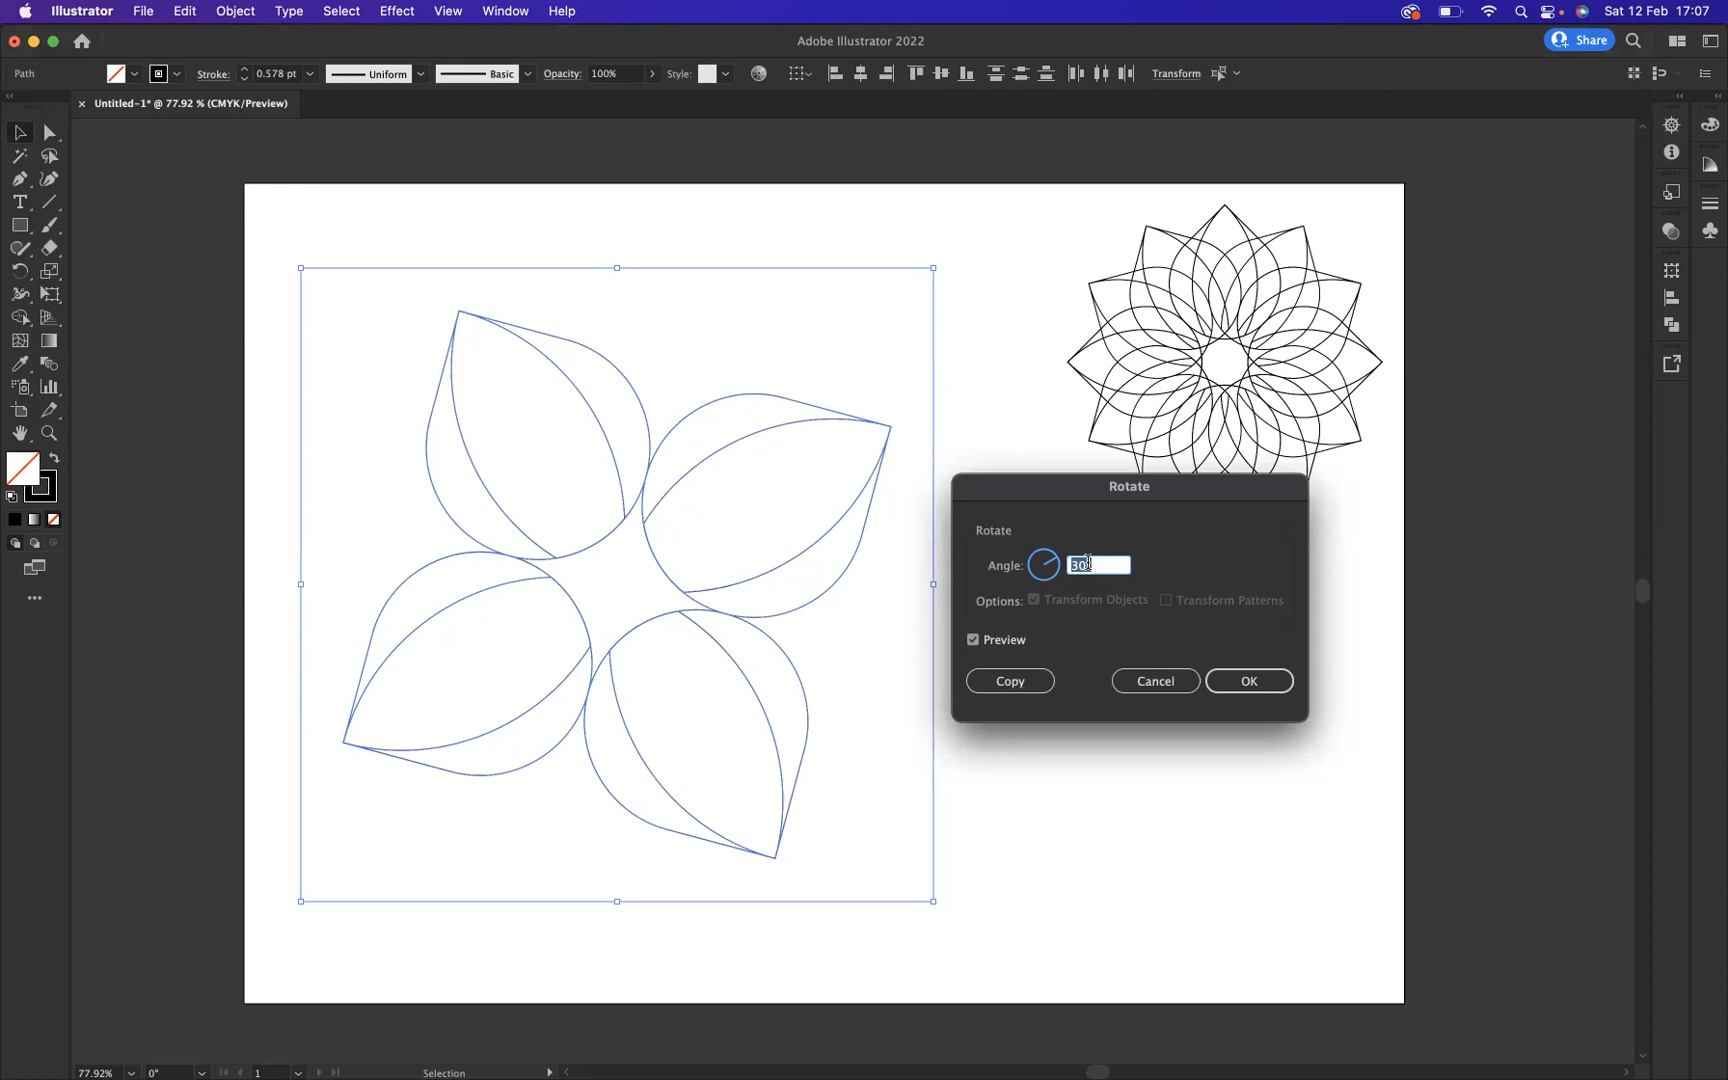 Illustrator File Edit Object Type Select Effect View Window Help Sat 12 Feb 17:07
Adobe Illustrator 2022 Share
Path Stroke: 0.578 pt Uniform Basic Opacity: 100% Style: Transform
× Untitled-1* @ 77.92 % (CMYK/Preview)
Rotate
Rotate
Angle: 30°
Options: Transform Objects Transform Patterns
Preview
Copy Cancel OK
77.92% 0° 1 Selection